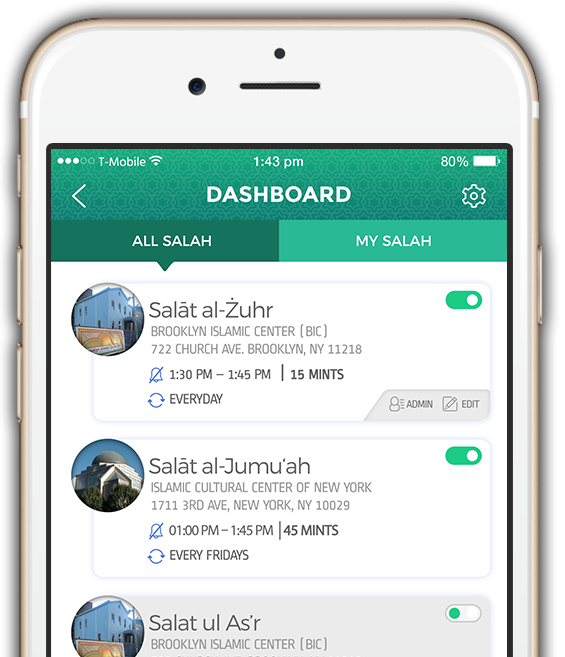 T-Mobile 1:43 pm 80%
DASHBOARD
ALL SALAH MY SALAH
Salāt al-Żuhr
BROOKLYN ISLAMIC CENTER (BIC)
722 CHURCH AVE. BROOKLYN, NY 11218
1:30 PM – 1:45 PM | 15 MINTS
EVERYDAY
ADMIN EDIT
Salāt al-Jumu‘ah
ISLAMIC CULTURAL CENTER OF NEW YORK
1711 3RD AVE, NEW YORK, NY 10029
01:00 PM – 1:45 PM | 45 MINTS
EVERY FRIDAYS
Salat ul As’r
BROOKLYN ISLAMIC CENTER (BIC)